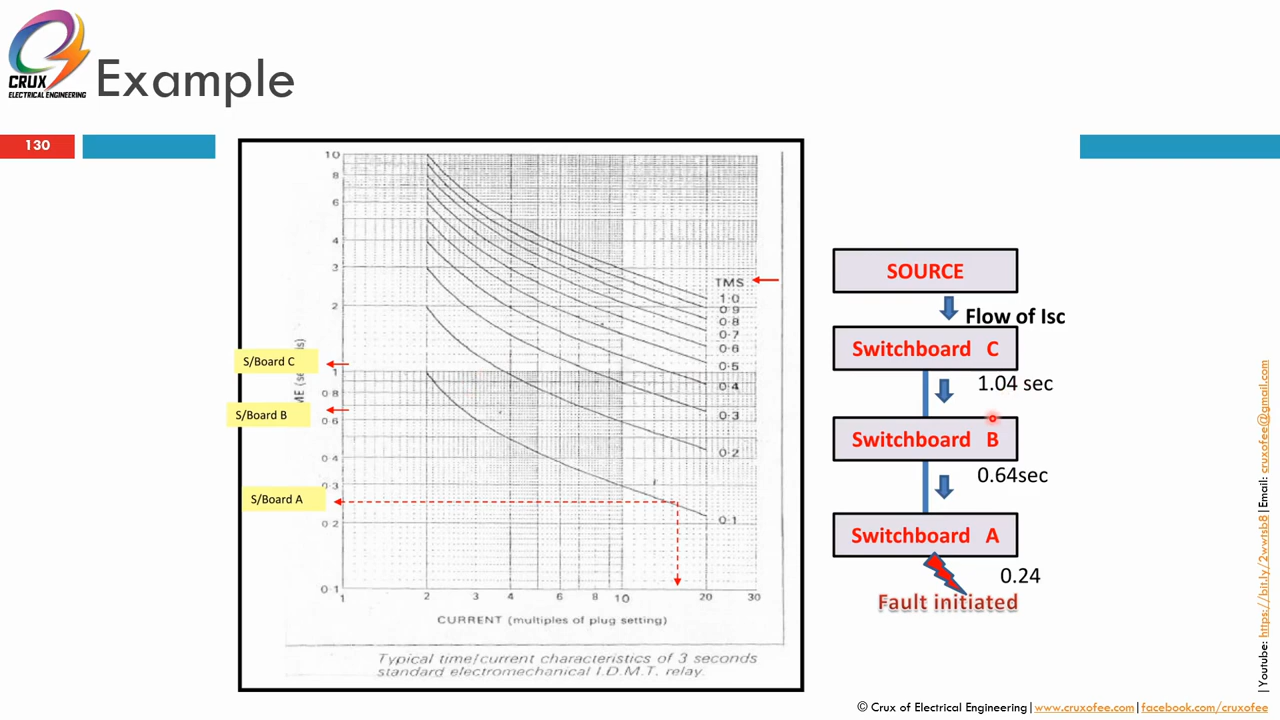 CRUX
ELECTRICAL ENGINEERING
Example
130
10
8
6
4
3
2
1
0·8
0·6
0·4
0·3
0·2
0·1
S/Board C
S/Board B
S/Board A
TMS
1·0
0·9
0·8
0·7
0·6
0·5
0·4
0·3
0·2
0·1
1 2 3 4 6 8 10 20 30
CURRENT (multiples of plug setting)
Typical time/current characteristics of 3 seconds
standard electromechanical I.D.M.T. relay.
SOURCE
Flow of Isc
Switchboard C
1.04 sec
Switchboard B
0.64sec
Switchboard A
0.24
Fault initiated
| Youtube: https://bit.ly/2wwtsb8 | Email: cruxofee@gmail.com
© Crux of Electrical Engineering | www.cruxofee.com | facebook.com/cruxofee